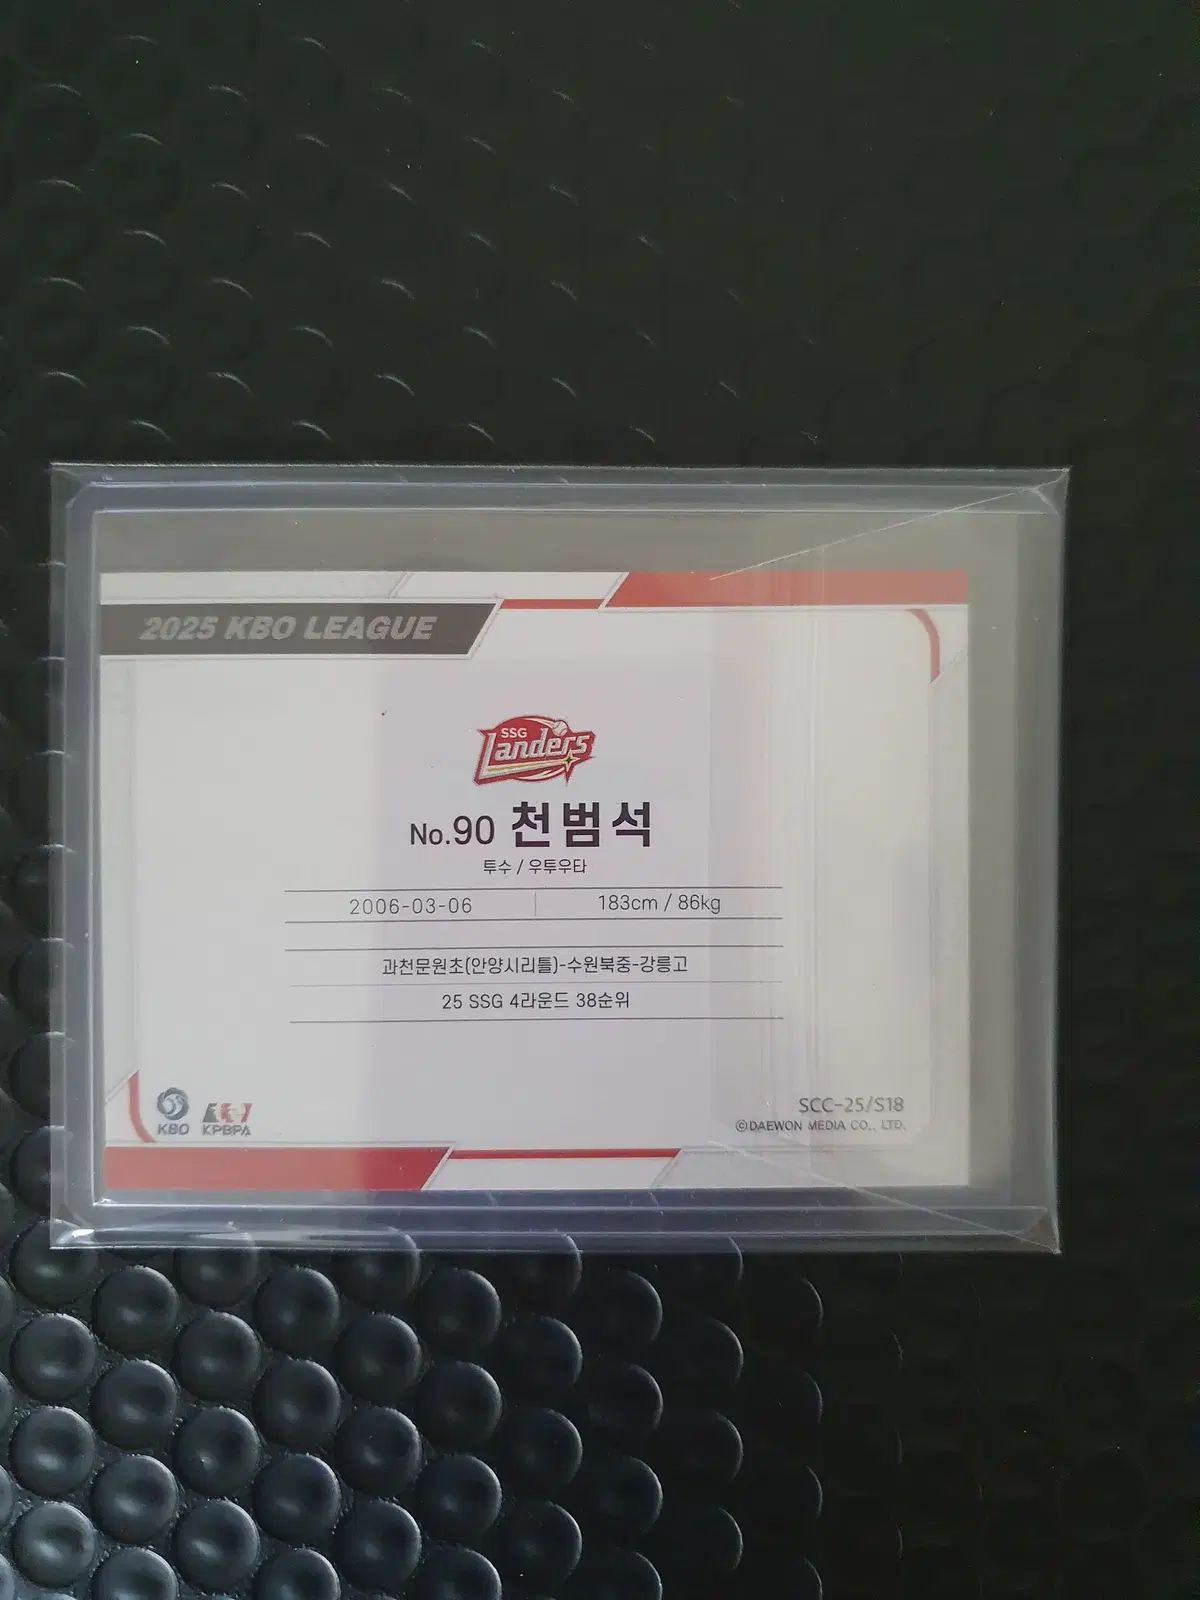 2025 KBO LEAGUE
SSG
Landers
No.90 천범석
투수 / 우투우타
2006-03-06 183cm / 86kg
과천문원초(안양시리틀)-수원북중-강릉고
25 SSG 4라운드 38순위
KBO KPBPA
SCC-25/S18
©DAEWON MEDIA CO., LTD.